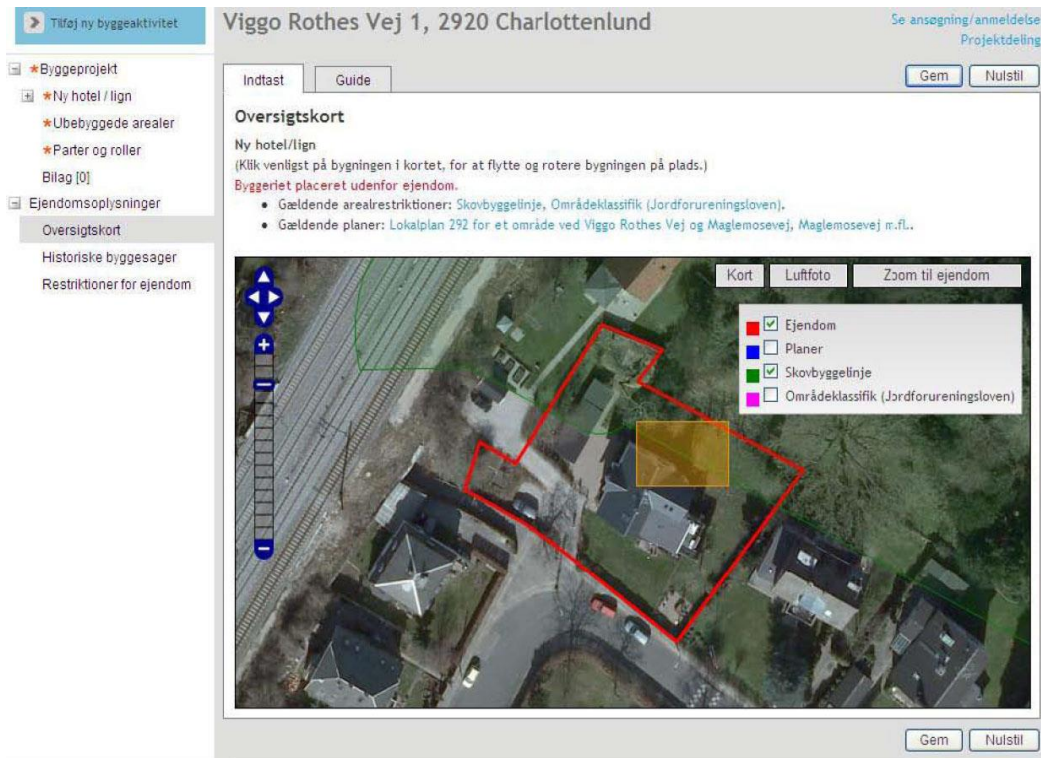 Tilføj ny byggeaktivitet
*Byggeprojekt
*Ny hotel / lign
*Ubebyggede arealer
*Parter og roller
Bilag [0]
Ejendomsoplysninger
Oversigtskort
Historiske byggesager
Restriktioner for ejendom
Viggo Rothes Vej 1, 2920 Charlottenlund
Se ansøgning/anmeldelse
Projektdeling
Indtast
Guide
Gem
Nulstil
Oversigtskort
Ny hotel/lign
(Klik venligst på bygningen i kortet, for at flytte og rotere bygningen på plads.)
Byggeriet placeret udenfor ejendom.
• Gældende arealrestriktioner: Skovbyggelinje, Områdeklassifik (Jordforureningsloven).
• Gældende planer: Lokalplan 292 for et område ved Viggo Rothes Vej og Maglemosevej, Maglemosevej m.fl..
Kort
Luftfoto
Zoom til ejendom
Ejendom
Planer
Skovbyggelinje
Områdeklassifik (Jordforureningsloven)
Gem
Nulstil